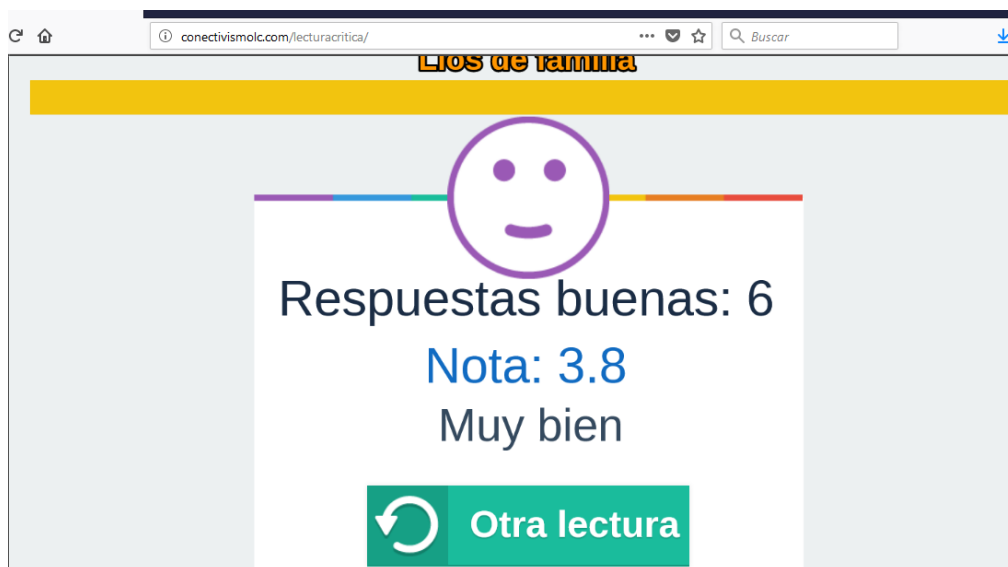 conectivismolc.com/lecturacritica/
Buscar
Líos de familia
Respuestas buenas: 6
Nota: 3.8
Muy bien
Otra lectura